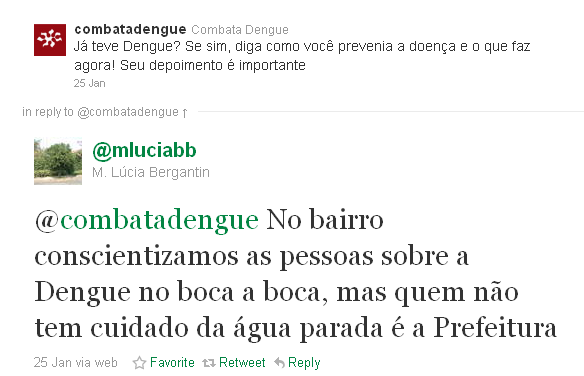 combatadengue Combata Dengue
Já teve Dengue? Se sim, diga como você prevenia a doença e o que faz
agora! Seu depoimento é importante
25 Jan
in reply to @combatadengue ↑
@mluciabb
M. Lúcia Bergantin
@combatadengue No bairro
conscientizamos as pessoas sobre a
Dengue no boca a boca, mas quem não
tem cuidado da água parada é a Prefeitura
25 Jan via web Favorite Retweet Reply